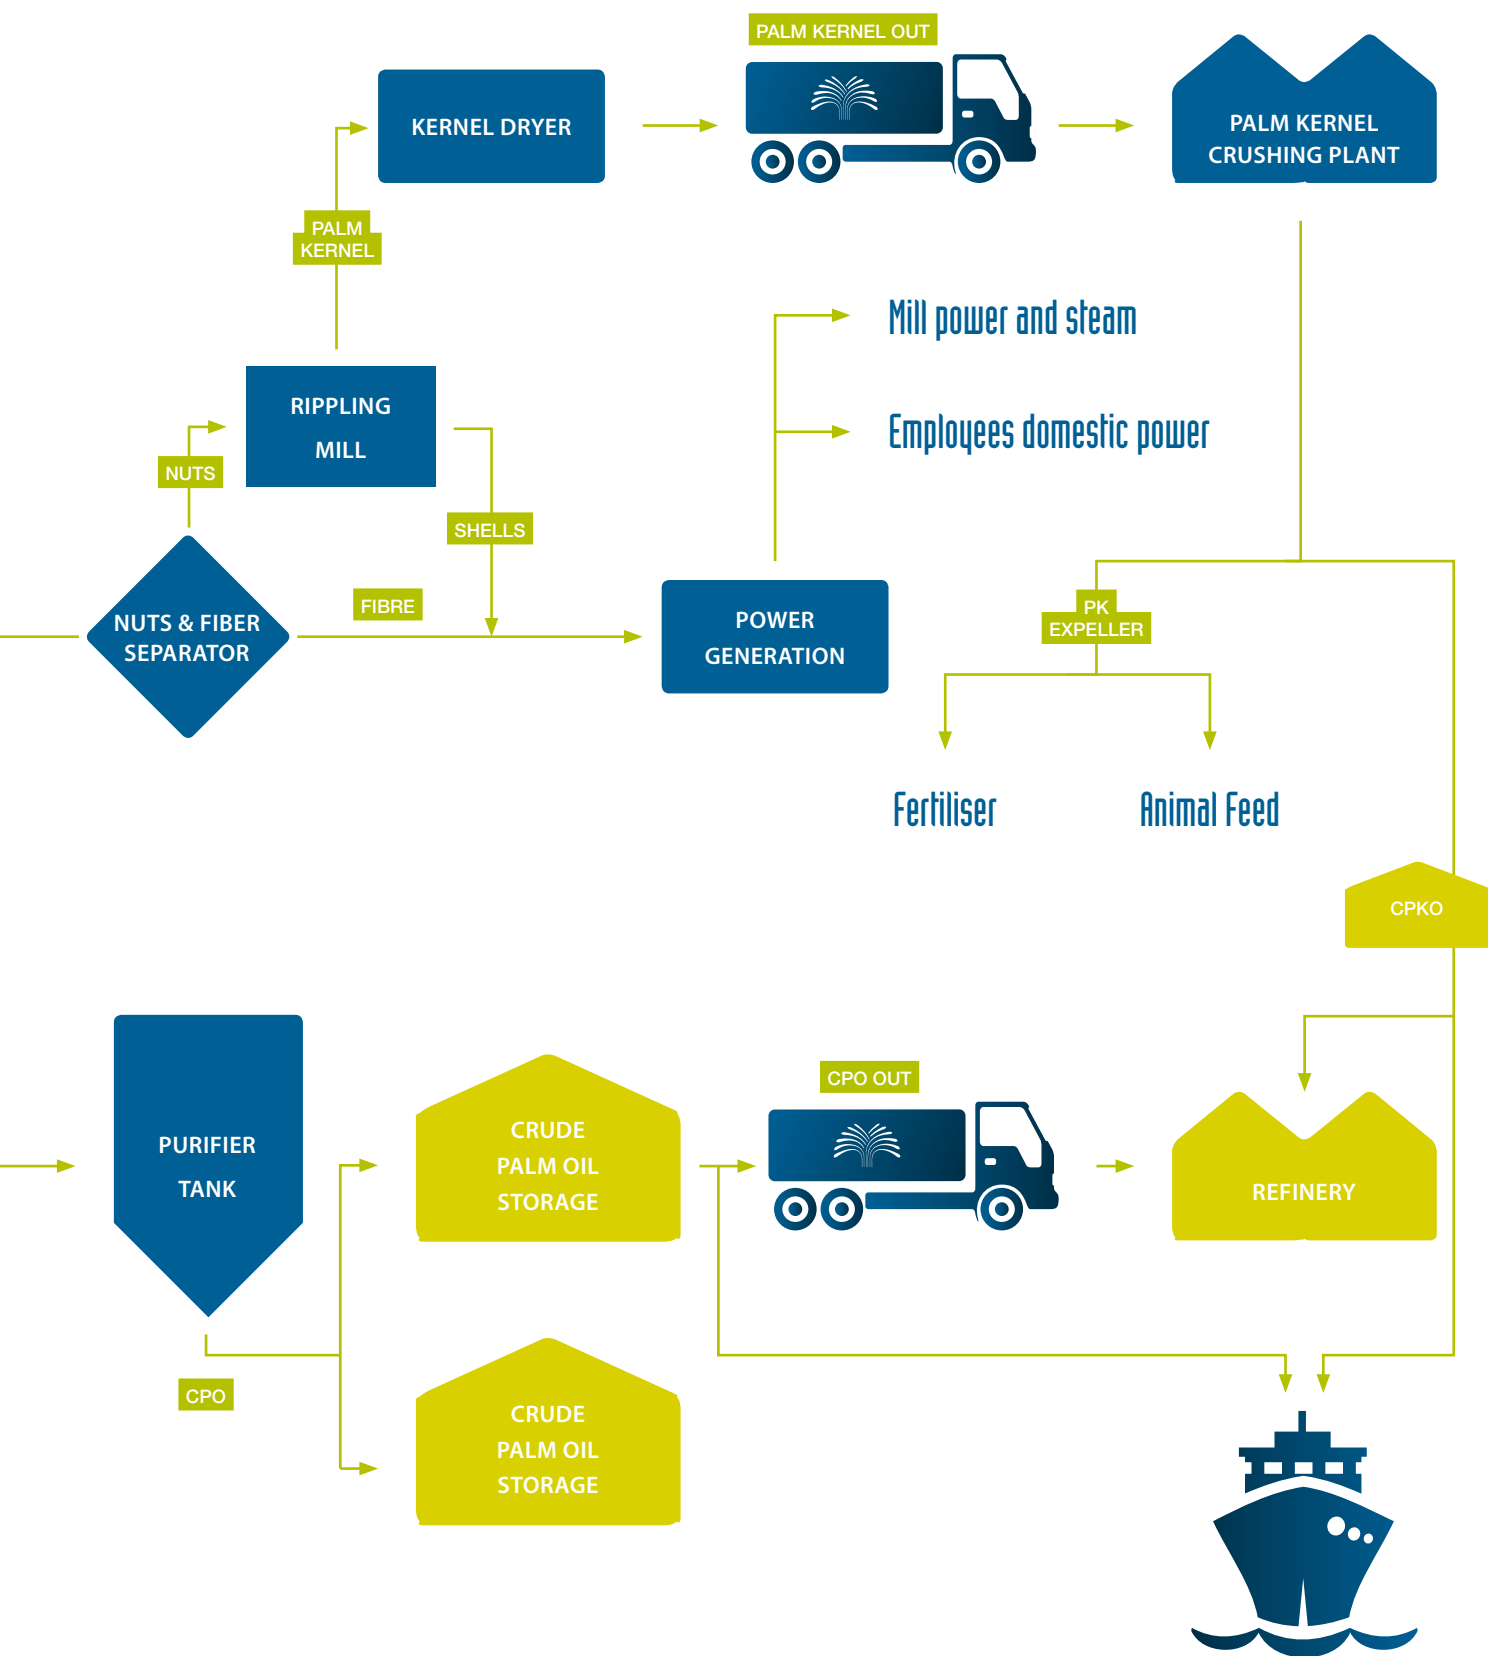 PALM KERNEL OUT
KERNEL DRYER
PALM KERNEL
CRUSHING PLANT
PALM
KERNEL
Mill power and steam
RIPPLING
MILL
Employees domestic power
NUTS
SHELLS
FIBRE
NUTS & FIBER
SEPARATOR
POWER
GENERATION
PK
EXPELLER
Fertiliser
Animal Feed
CPKO
CPO OUT
PURIFIER
TANK
CRUDE
PALM OIL
STORAGE
REFINERY
CPO
CRUDE
PALM OIL
STORAGE